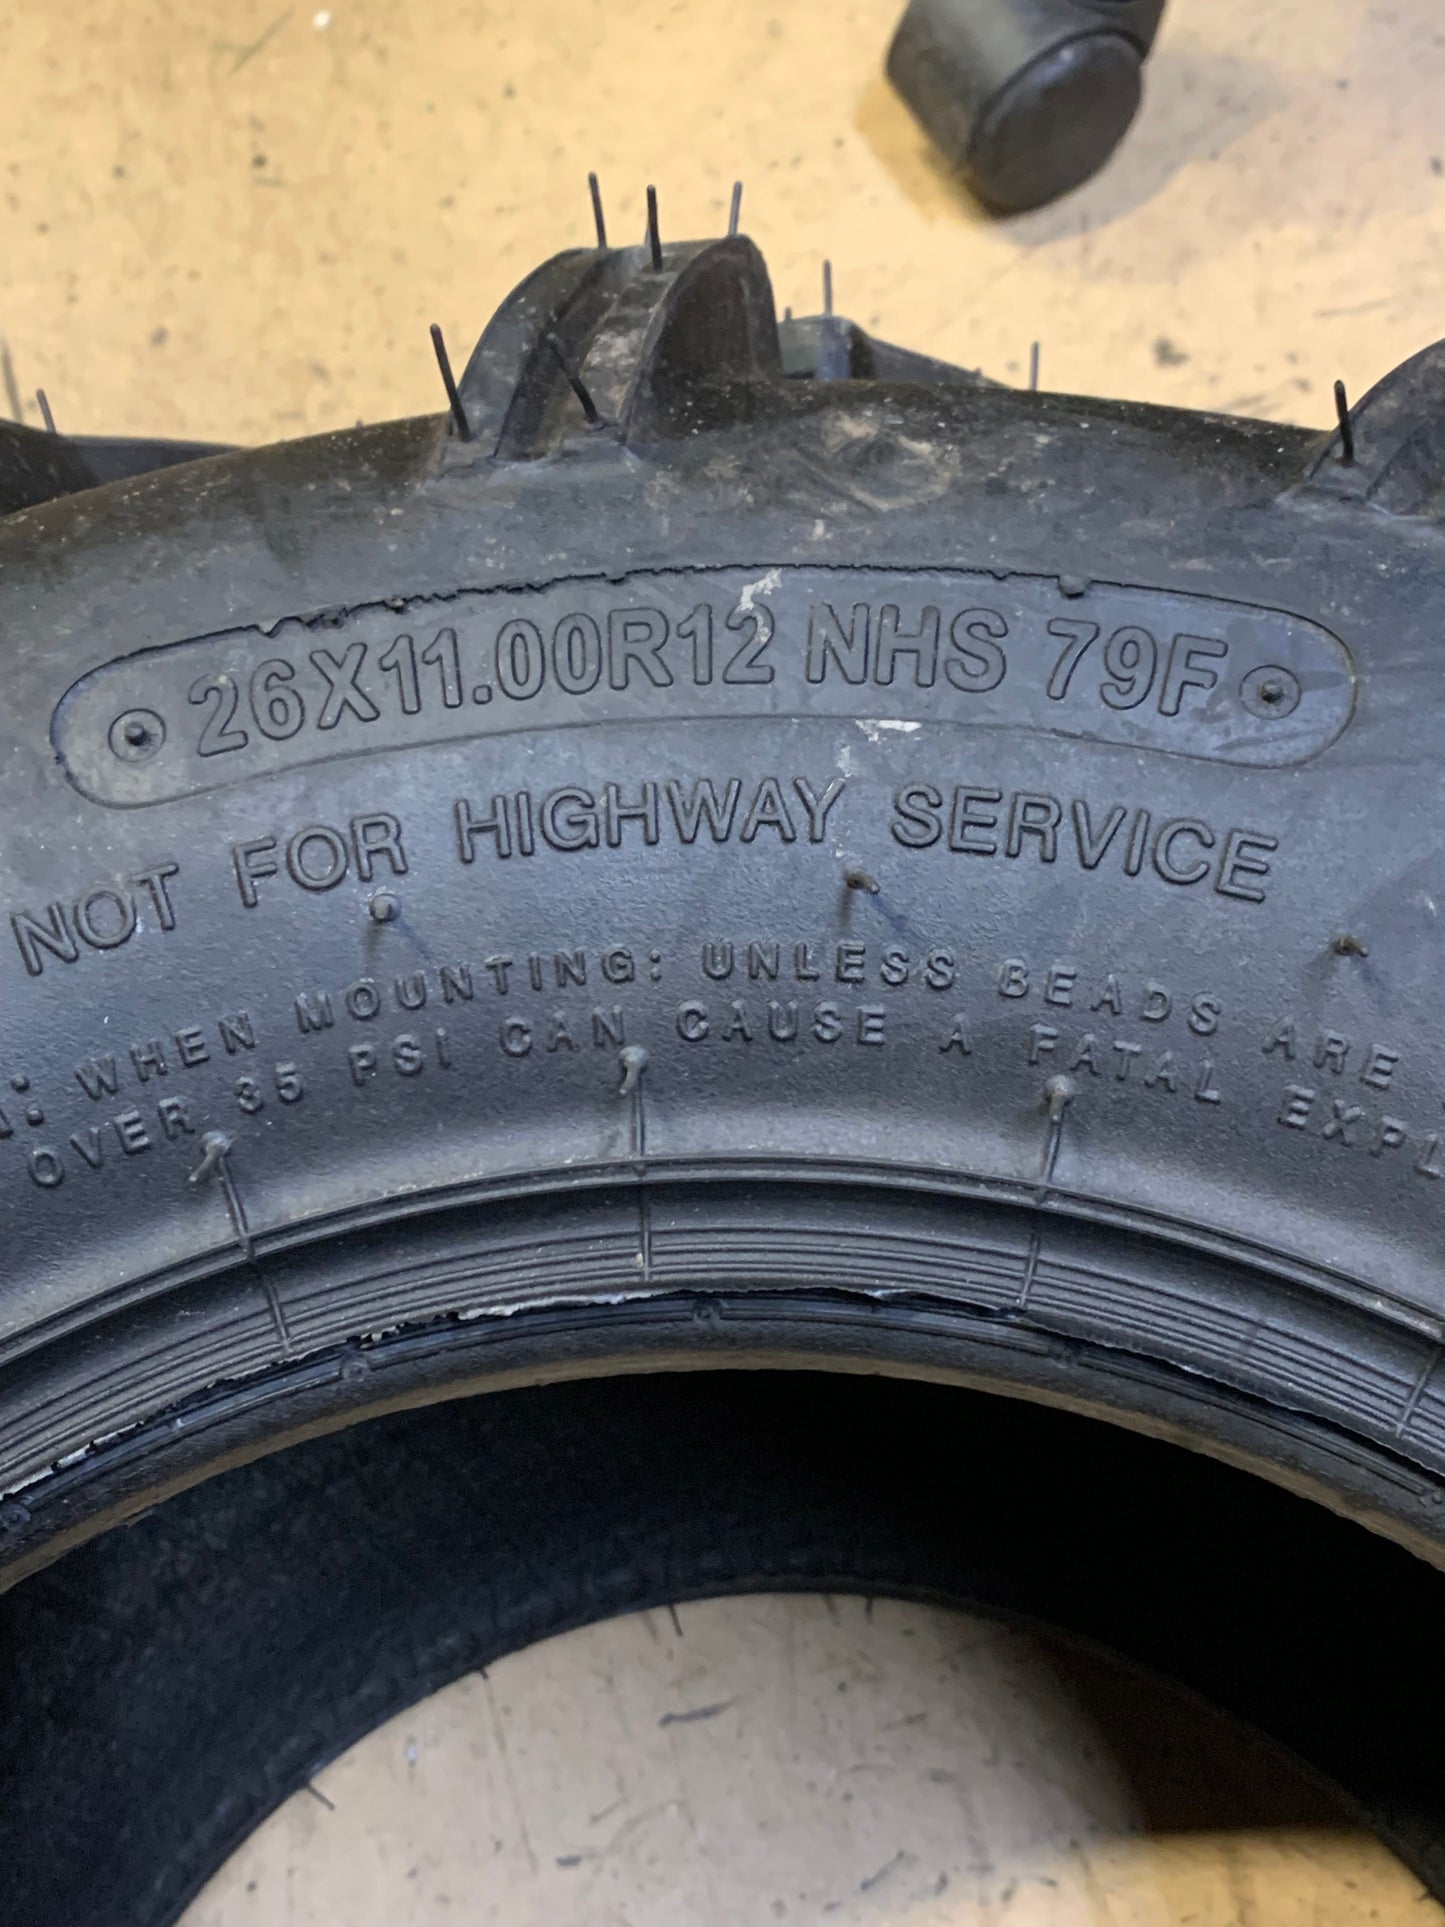 26X11.00R12 NHS 79F
NOT FOR HIGHWAY SERVICE
: WHEN MOUNTING: UNLESS BEADS ARE
OVER 35 PSI CAN CAUSE A FATAL EXPL